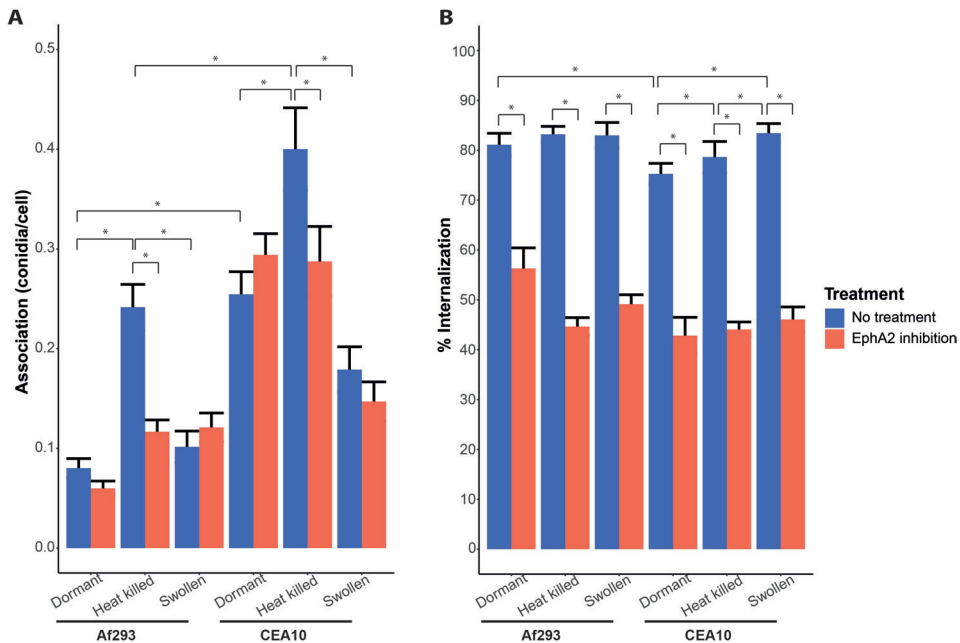 A
Association (conidia/cell)
0.5
0.4
0.3
0.2
0.1
0.0
* * * * * * * * *
Dormant Heat killed Swollen Dormant Heat killed Swollen
Af293 CEA10
B
% Internalization
100
90
80
70
60
50
40
30
20
10
0
* * * * * * * * * *
Dormant Heat killed Swollen Dormant Heat killed Swollen
Af293 CEA10
Treatment
No treatment
EphA2 inhibition